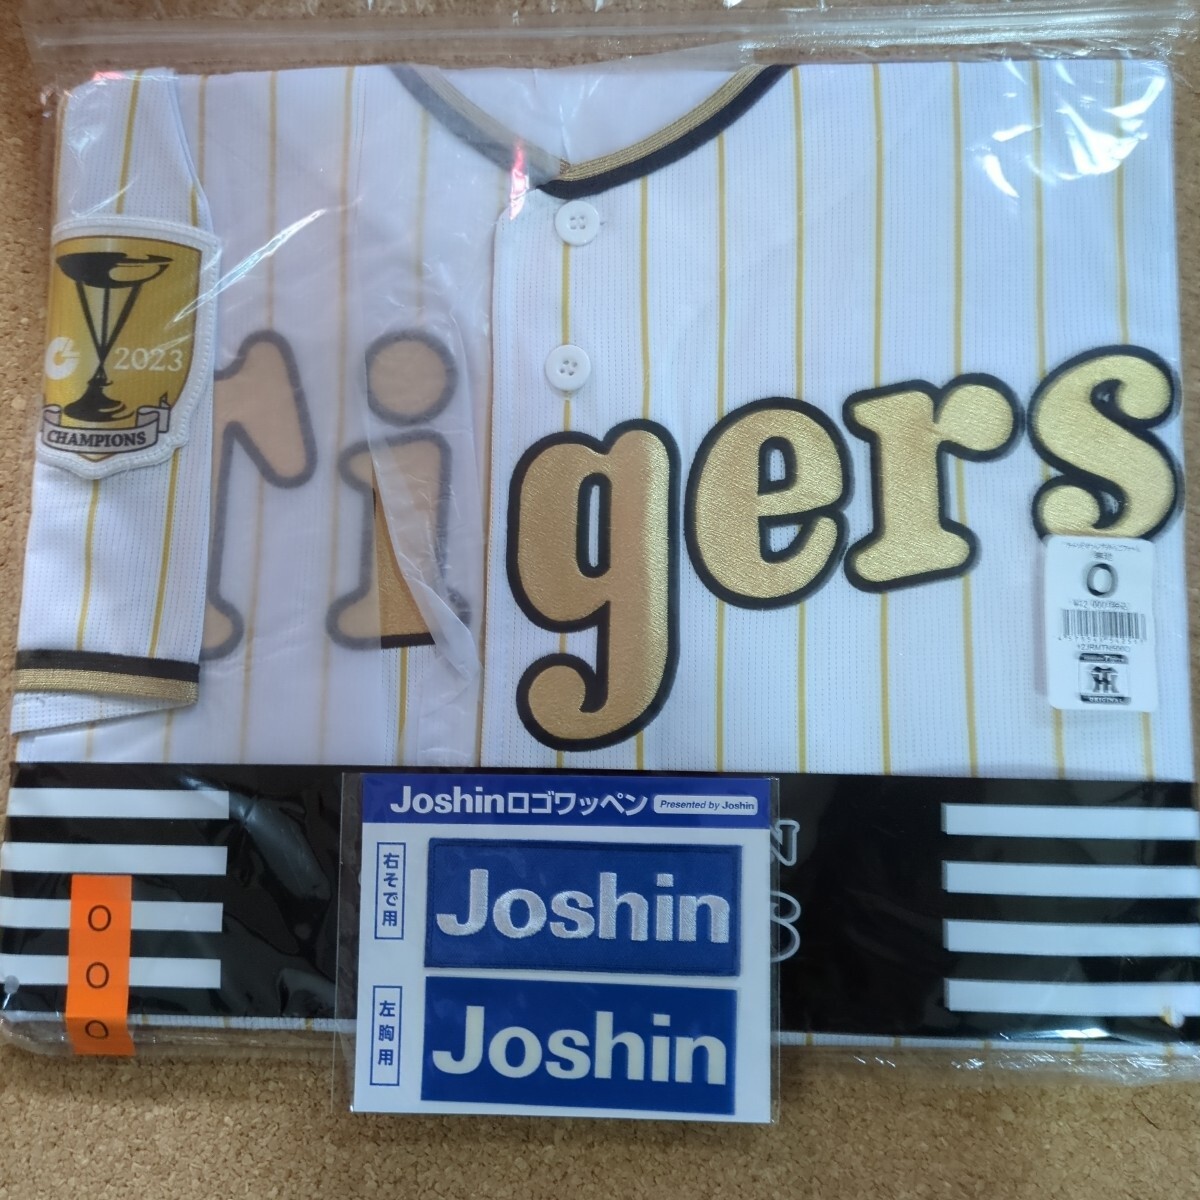 2023
CHAMPIONS
Tigers
O
Joshinロゴワッペン Presented by Joshin
右そで用
Joshin
左胸用
Joshin
O
O
O